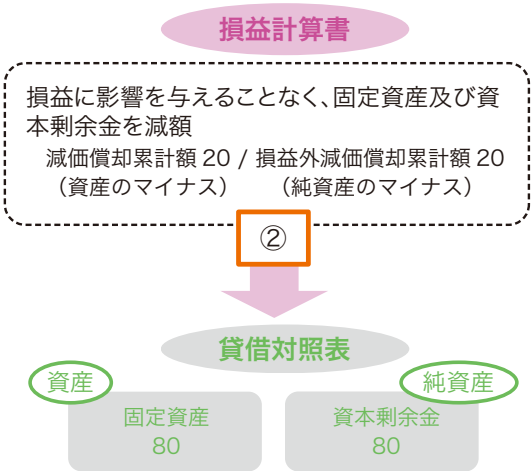 損益計算書
損益に影響を与えることなく、固定資産及び資
本剰余金を減額
減価償却累計額 20 / 損益外減価償却累計額 20
（資産のマイナス） （純資産のマイナス）
②
貸借対照表
資産 純資産
固定資産 資本剰余金
80 80